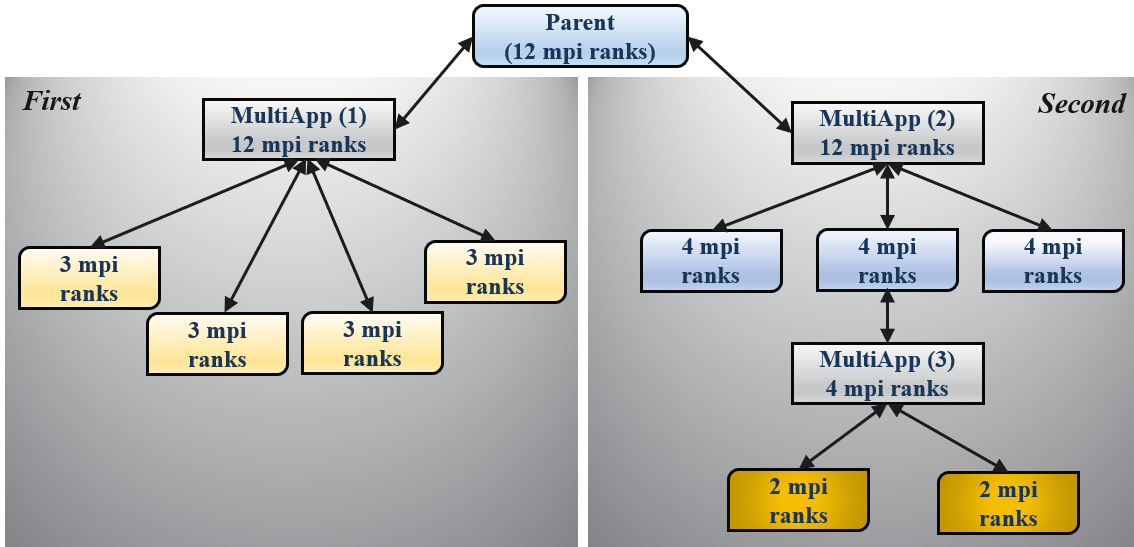 Parent
(12 mpi ranks)
First
MultiApp (1)
12 mpi ranks
3 mpi
ranks
3 mpi
ranks
3 mpi
ranks
3 mpi
ranks
Second
MultiApp (2)
12 mpi ranks
4 mpi
ranks
4 mpi
ranks
4 mpi
ranks
MultiApp (3)
4 mpi ranks
2 mpi
ranks
2 mpi
ranks